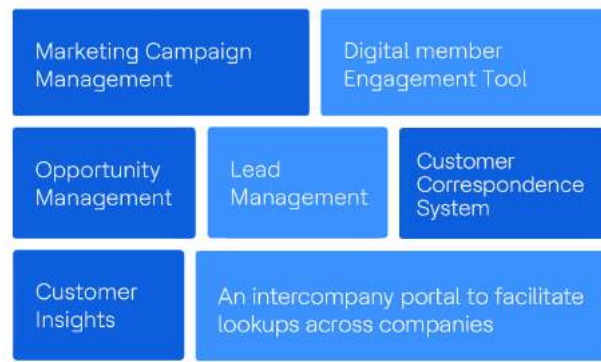 Marketing Campaign
Management
Digital member
Engagement Tool
Opportunity
Management
Lead
Management
Customer
Correspondence
System
Customer
Insights
An intercompany portal to facilitate
lookups across companies